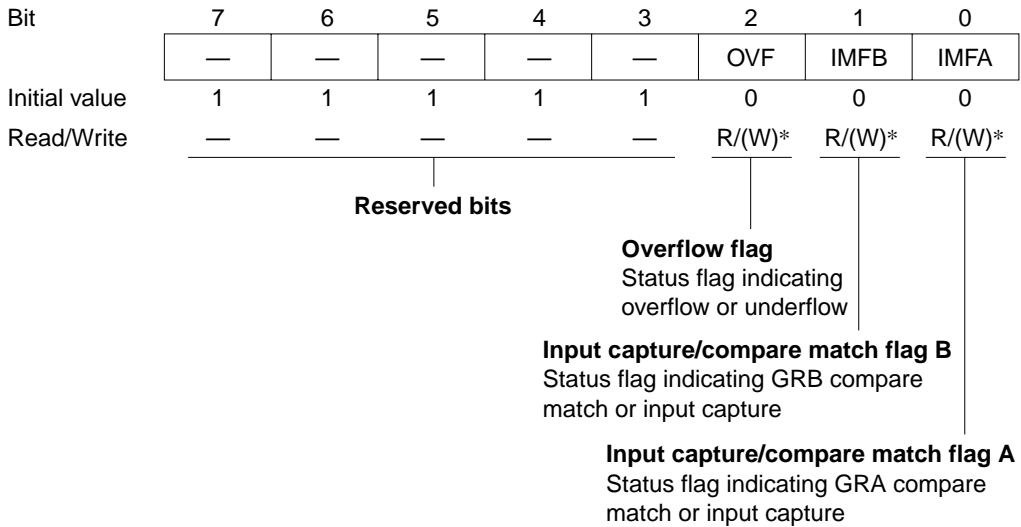 Bit 7 6 5 4 3 2 1 0
— — — — — OVF IMFB IMFA
Initial value 1 1 1 1 1 0 0 0
Read/Write — — — — — R/(W)* R/(W)* R/(W)*
Reserved bits
Overflow flag
Status flag indicating
overflow or underflow
Input capture/compare match flag B
Status flag indicating GRB compare
match or input capture
Input capture/compare match flag A
Status flag indicating GRA compare
match or input capture